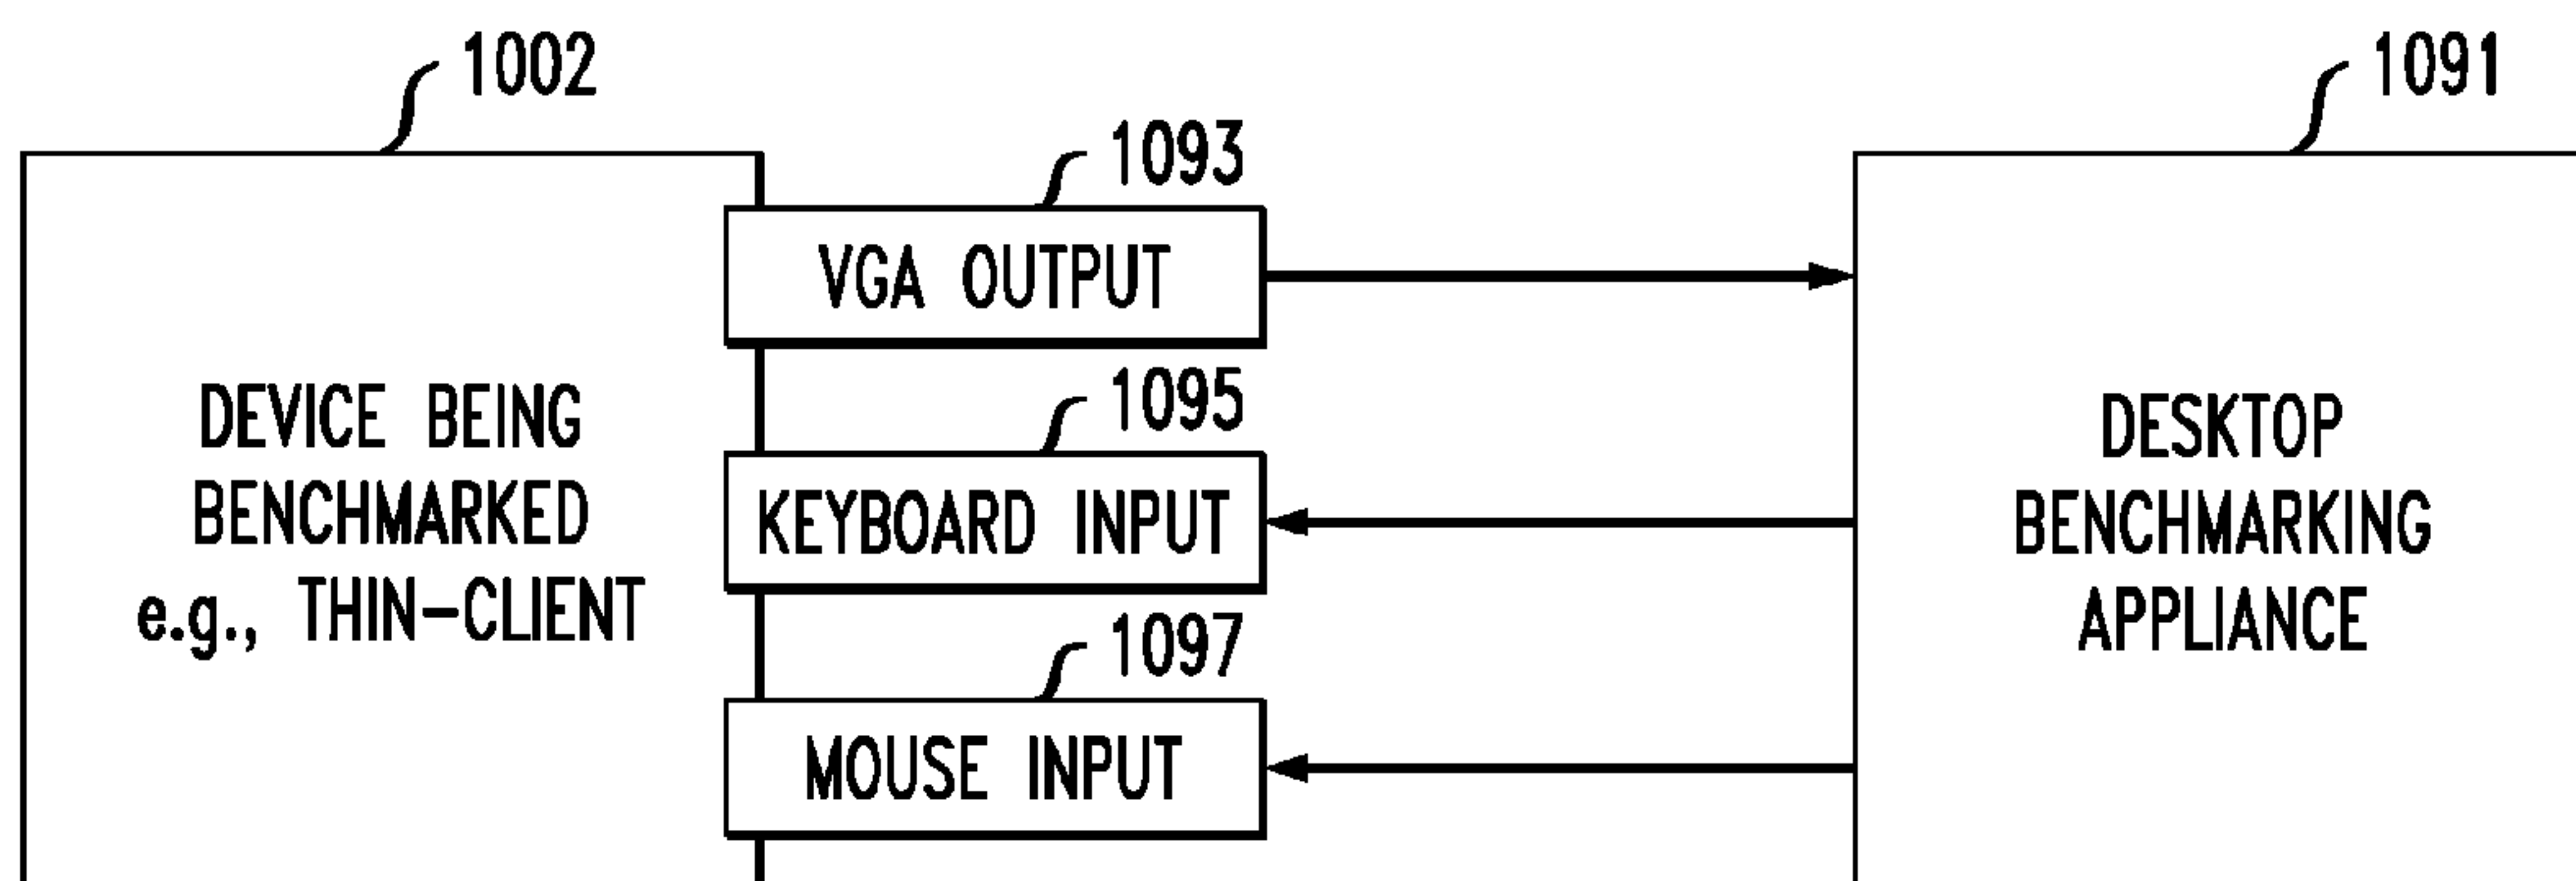 1002
1091
1093
VGA OUTPUT
1095
DEVICE BEING
BENCHMARKED
e.g., THIN-CLIENT
KEYBOARD INPUT
DESKTOP
BENCHMARKING
APPLIANCE
1097
MOUSE INPUT